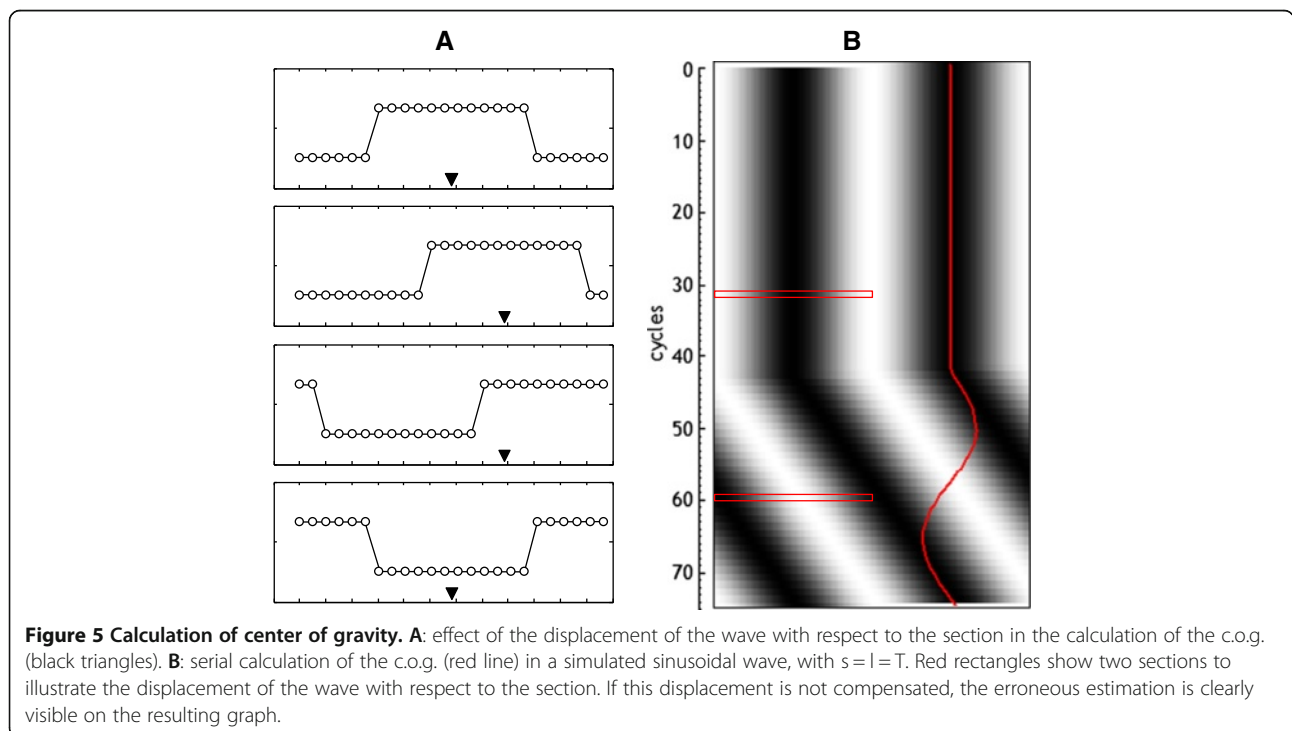 A
B
0
10
20
30
40
50
60
70
cycles
Figure 5 Calculation of center of gravity. A: effect of the displacement of the wave with respect to the section in the calculation of the c.o.g.
(black triangles). B: serial calculation of the c.o.g. (red line) in a simulated sinusoidal wave, with s = l = T. Red rectangles show two sections to
illustrate the displacement of the wave with respect to the section. If this displacement is not compensated, the erroneous estimation is clearly
visible on the resulting graph.